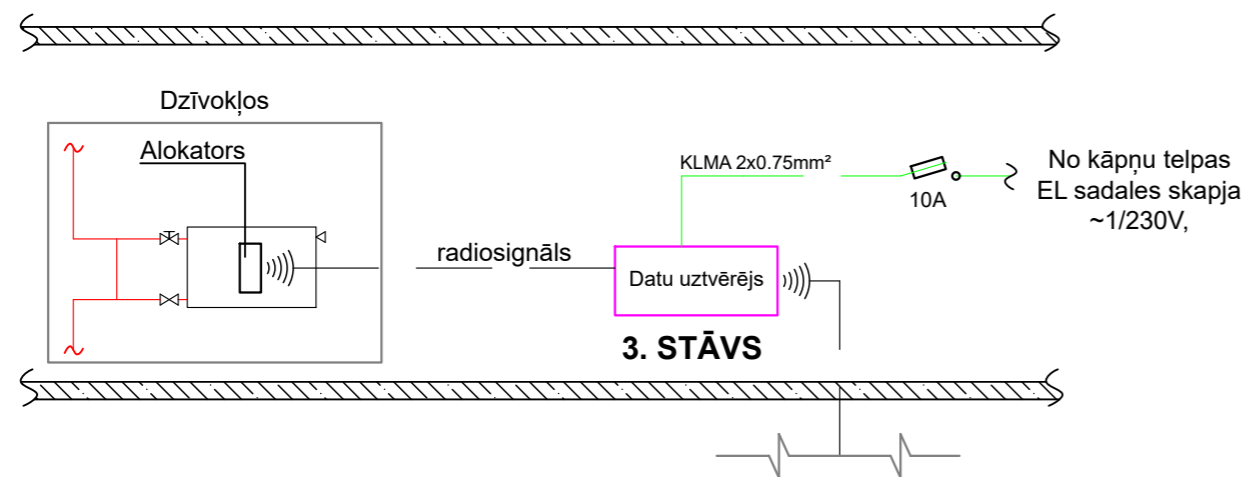 Dzīvokļos
Alokators
radiosignāls
KLMA 2x0.75mm²
10A
No kāpņu telpas
EL sadales skapja
~1/230V,
Datu uztvērējs
3. STĀVS